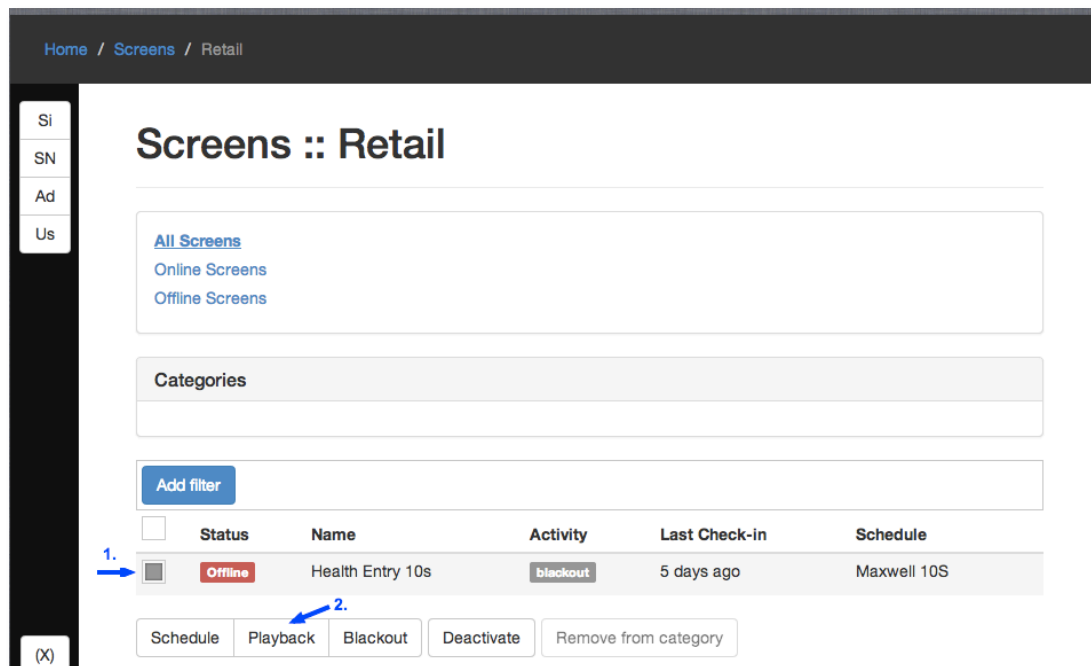 Home / Screens / Retail
Si
SN
Ad
Us
Screens :: Retail
All Screens
Online Screens
Offline Screens
Categories
Add filter
Status Name Activity Last Check-in Schedule
1.
Offline Health Entry 10s blackout 5 days ago Maxwell 10S
2.
Schedule Playback Blackout Deactivate Remove from category
(X)